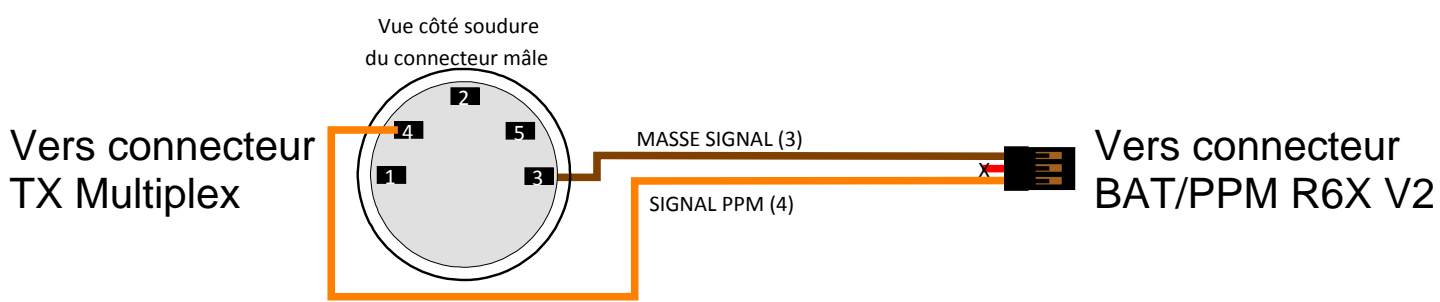 Vue côté soudure
du connecteur mâle
2
4
5
1
3
Vers connecteur
TX Multiplex
MASSE SIGNAL (3)
X
SIGNAL PPM (4)
Vers connecteur
BAT/PPM R6X V2